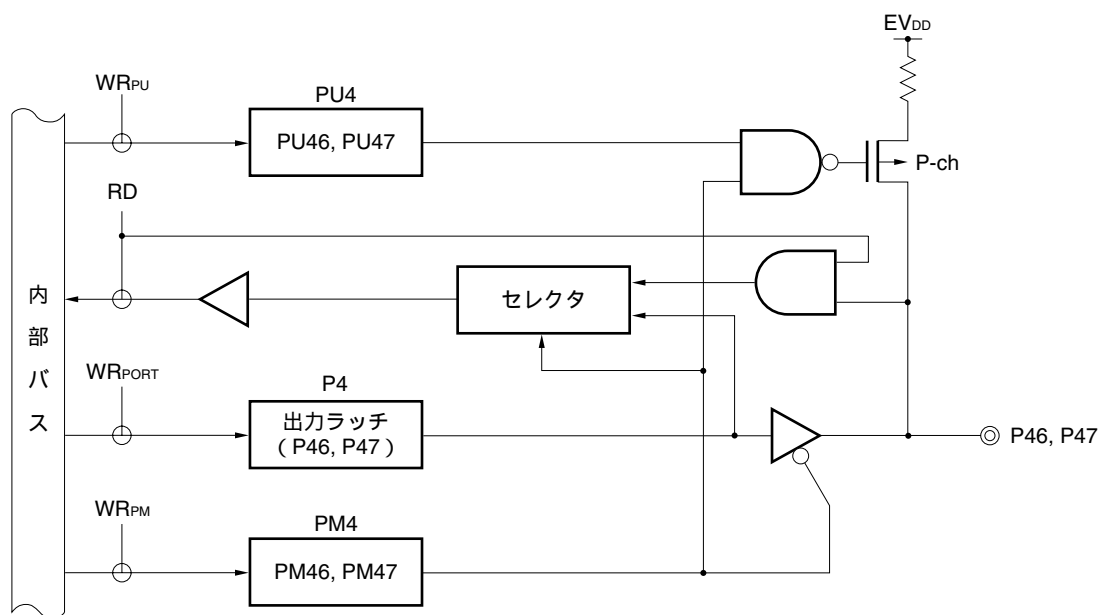 EVDD
WRPU
PU4
PU46, PU47
P-ch
RD
内部バス
セレクタ
WRPORT
P4
出力ラッチ
(P46, P47)
P46, P47
WRPM
PM4
PM46, PM47